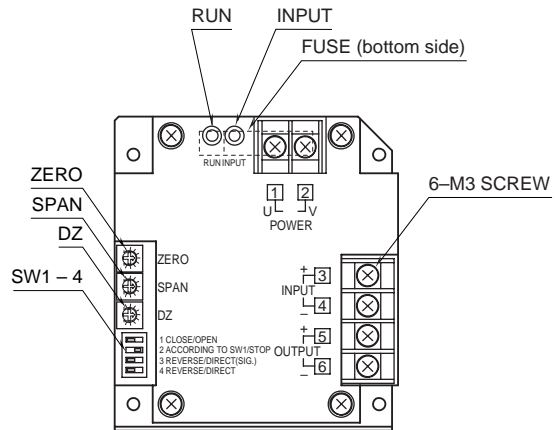 RUN INPUT
FUSE (bottom side)
RUN INPUT
1 2
U V
POWER
ZERO
SPAN
DZ
SW1 – 4
6–M3 SCREW
ZERO
SPAN
DZ
1 CLOSE/OPEN
2 ACCORDING TO SW1/STOP
3 REVERSE/DIRECT(SIG.)
4 REVERSE/DIRECT
+ 3
INPUT
– 4
+ 5
OUTPUT
– 6